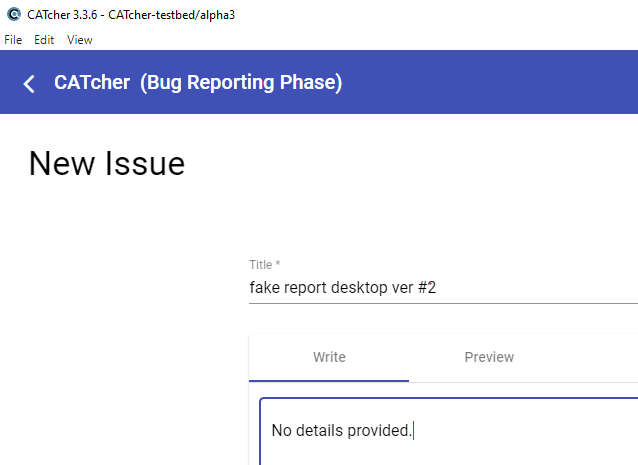 CATcher 3.3.6 - CATcher-testbed/alpha3
File Edit View
CATcher (Bug Reporting Phase)
New Issue
Title *
fake report desktop ver #2
Write Preview
No details provided.